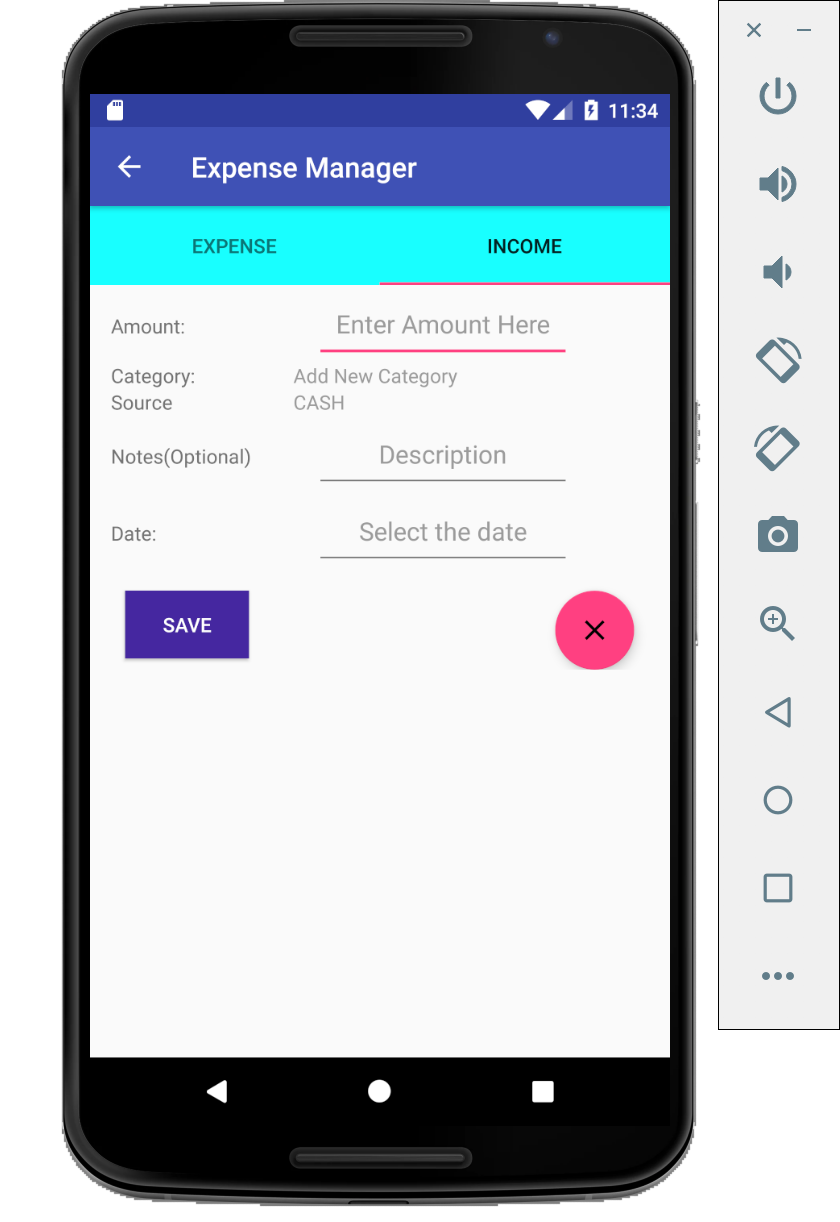 11:34
Expense Manager
EXPENSE INCOME
Amount: Enter Amount Here
Category: Add New Category
Source CASH
Notes(Optional) Description
Date: Select the date
SAVE